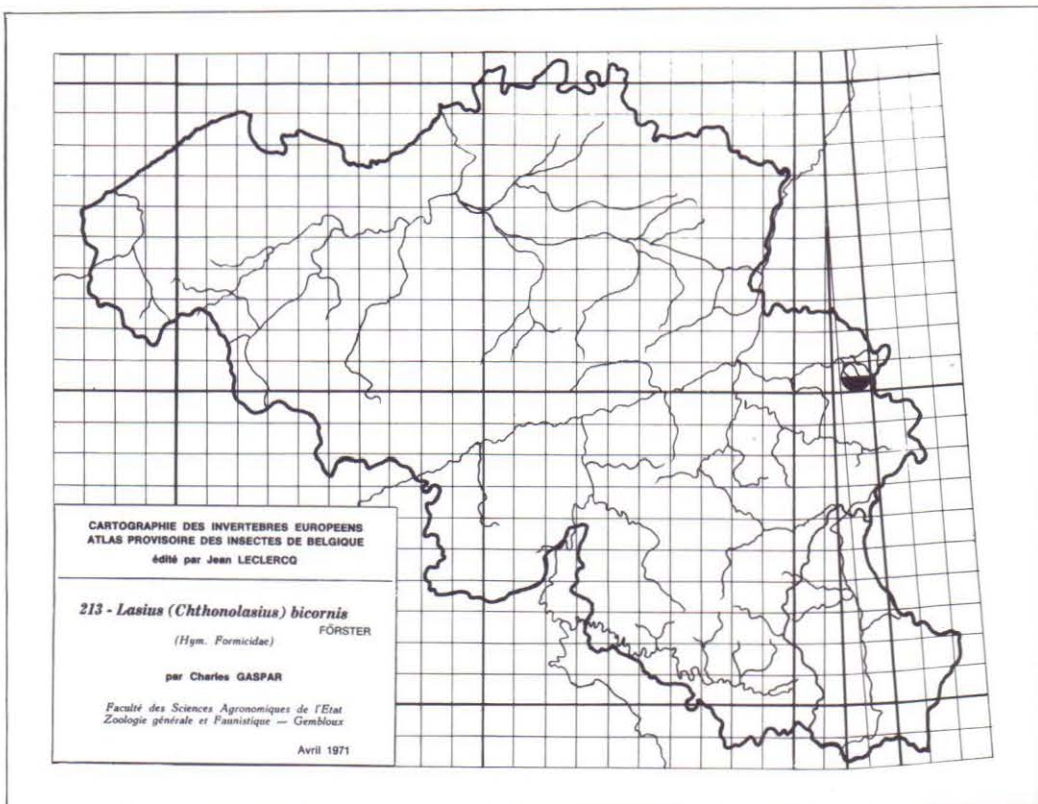 CARTOGRAPHIE DES INVERTEBRES EUROPEENS
ATLAS PROVISOIRE DES INSECTES DE BELGIQUE
édité par Jean LECLERCQ
213 - Lasius (Chthonolasius) bicornis
FÖRSTER
(Hym. Formicidae)
par Charles GASPAR
Faculté des Sciences Agronomiques de l'Etat
Zoologie générale et Faunistique — Gembloux
Avril 1971